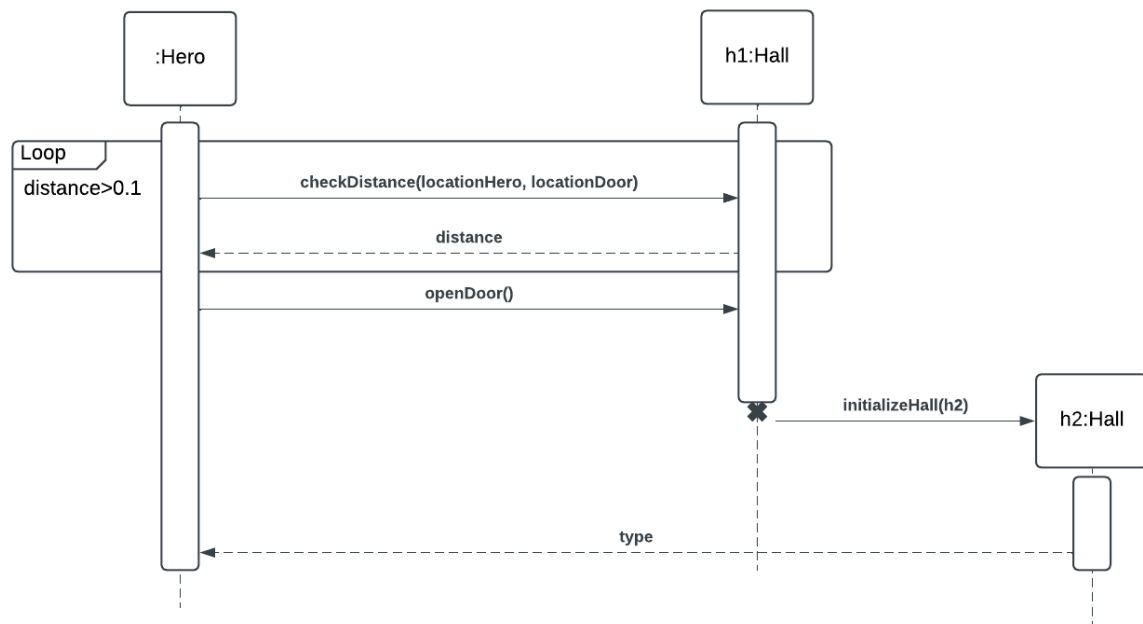 :Hero
h1:Hall
Loop
distance>0.1
checkDistance(locationHero, locationDoor)
distance
openDoor()
initializeHall(h2)
h2:Hall
type